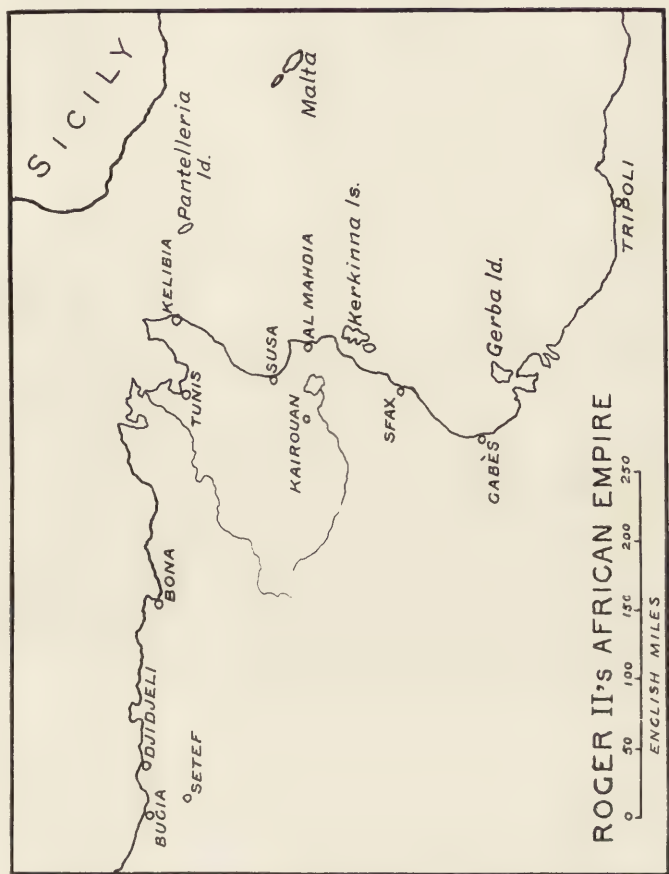 SICILY
Pantelleria
Id.
Malta
KELIBIA
TUNIS
BONA
DJIDJELI
BUGIA
SETEF
SUSA
AL MAHDIA
KAIROUAN
Kerkinna Is.
SFAX
GABÈS
Gerba Id.
TRIPOLI
ROGER II's AFRICAN EMPIRE
0 50 100 150 200 250
ENGLISH MILES